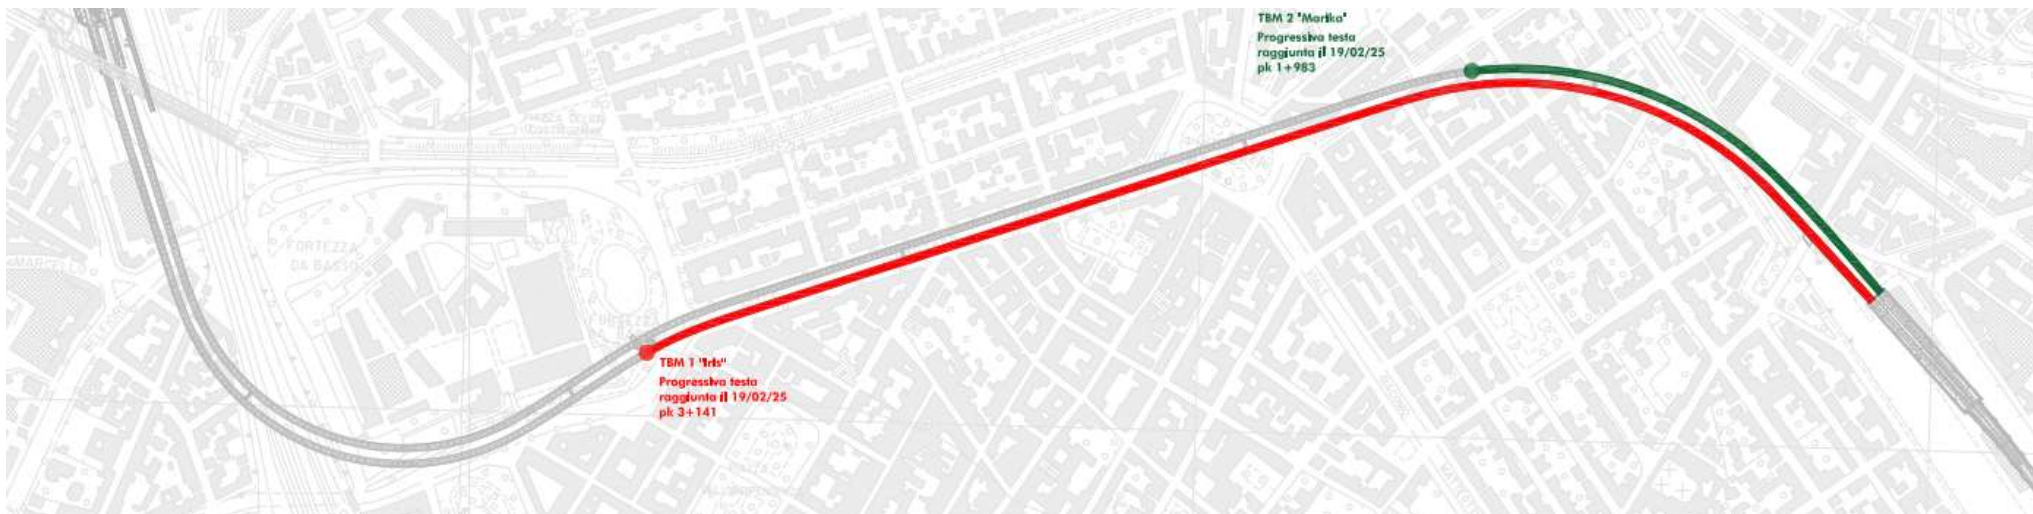 TBM 2 "Marika"
Progressiva testa
raggiunta il 19/02/25
pk 1+983
FORTEZZA
DA BASSO
TBM 1 "Iris"
Progressiva testa
raggiunta il 19/02/25
pk 3+141